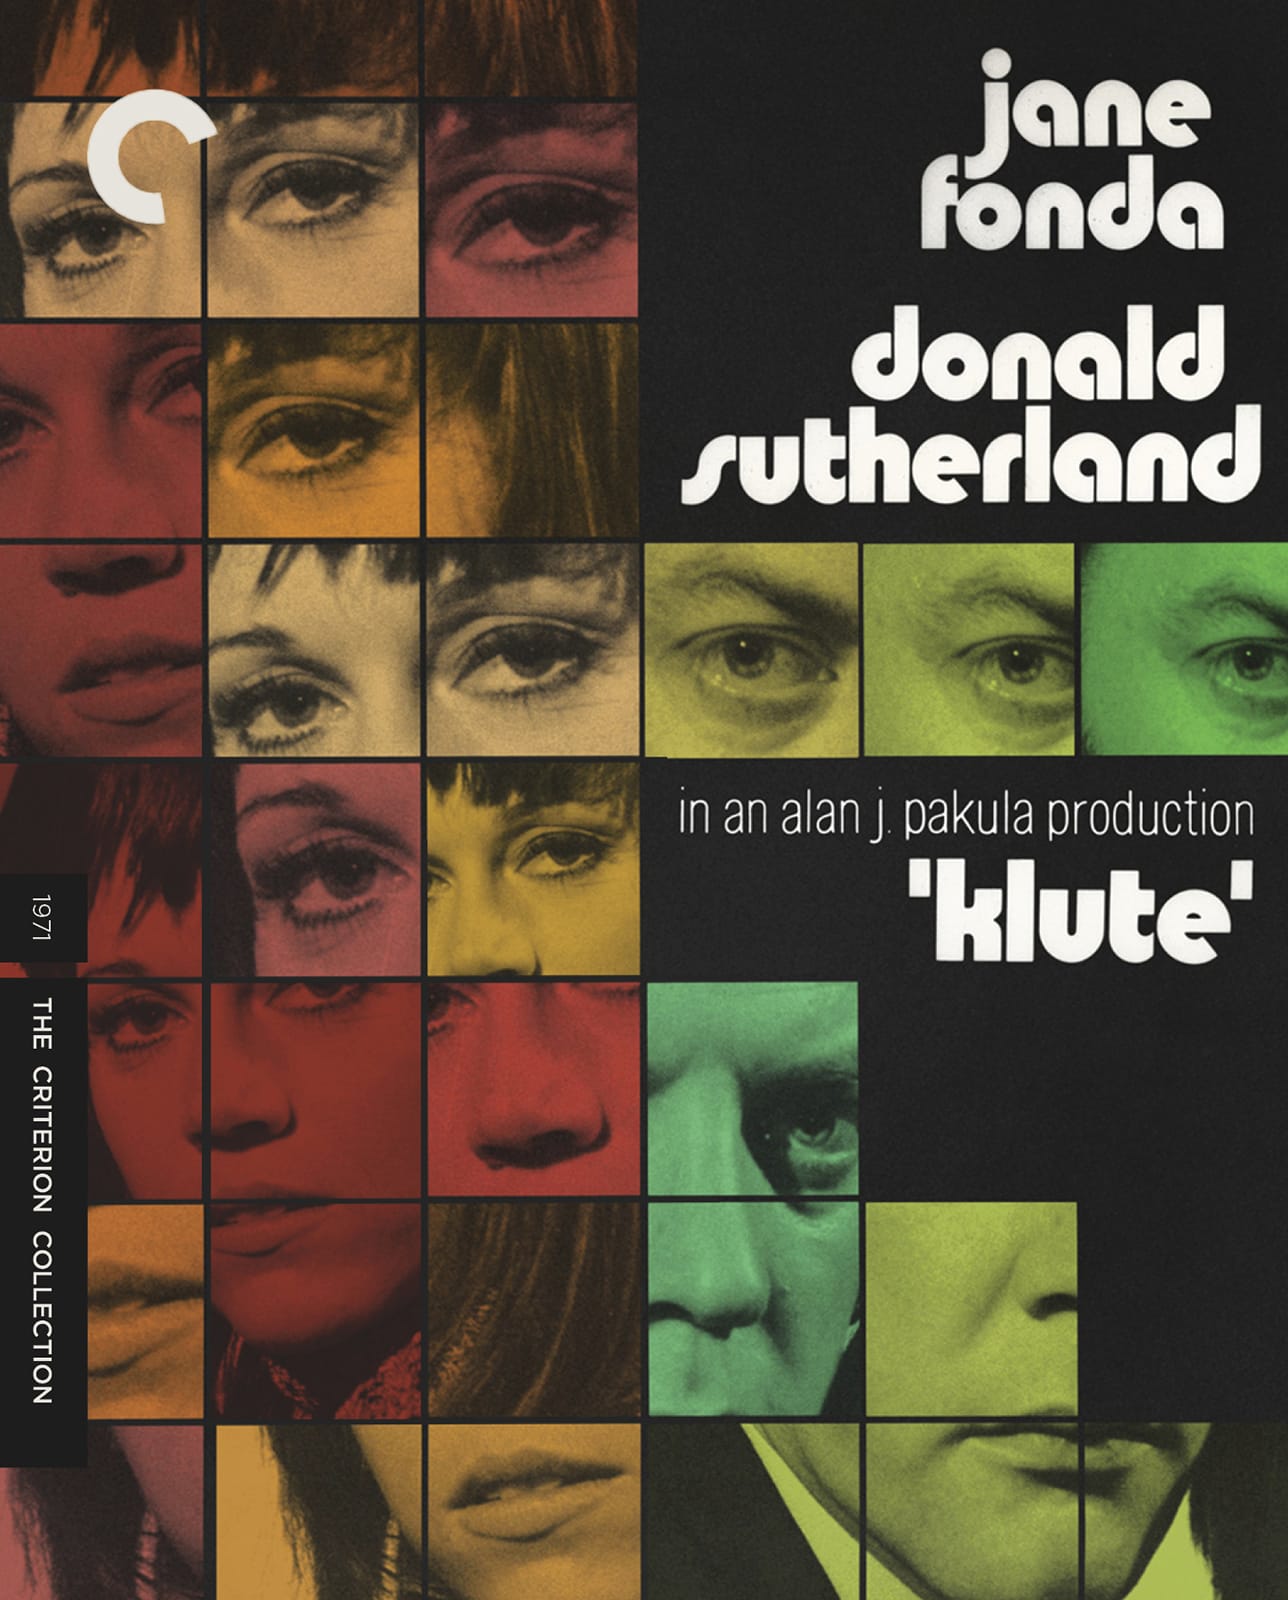 jane
fonda
donald
sutherland
in an alan j. pakula production
'klute'
1971
THE CRITERION COLLECTION